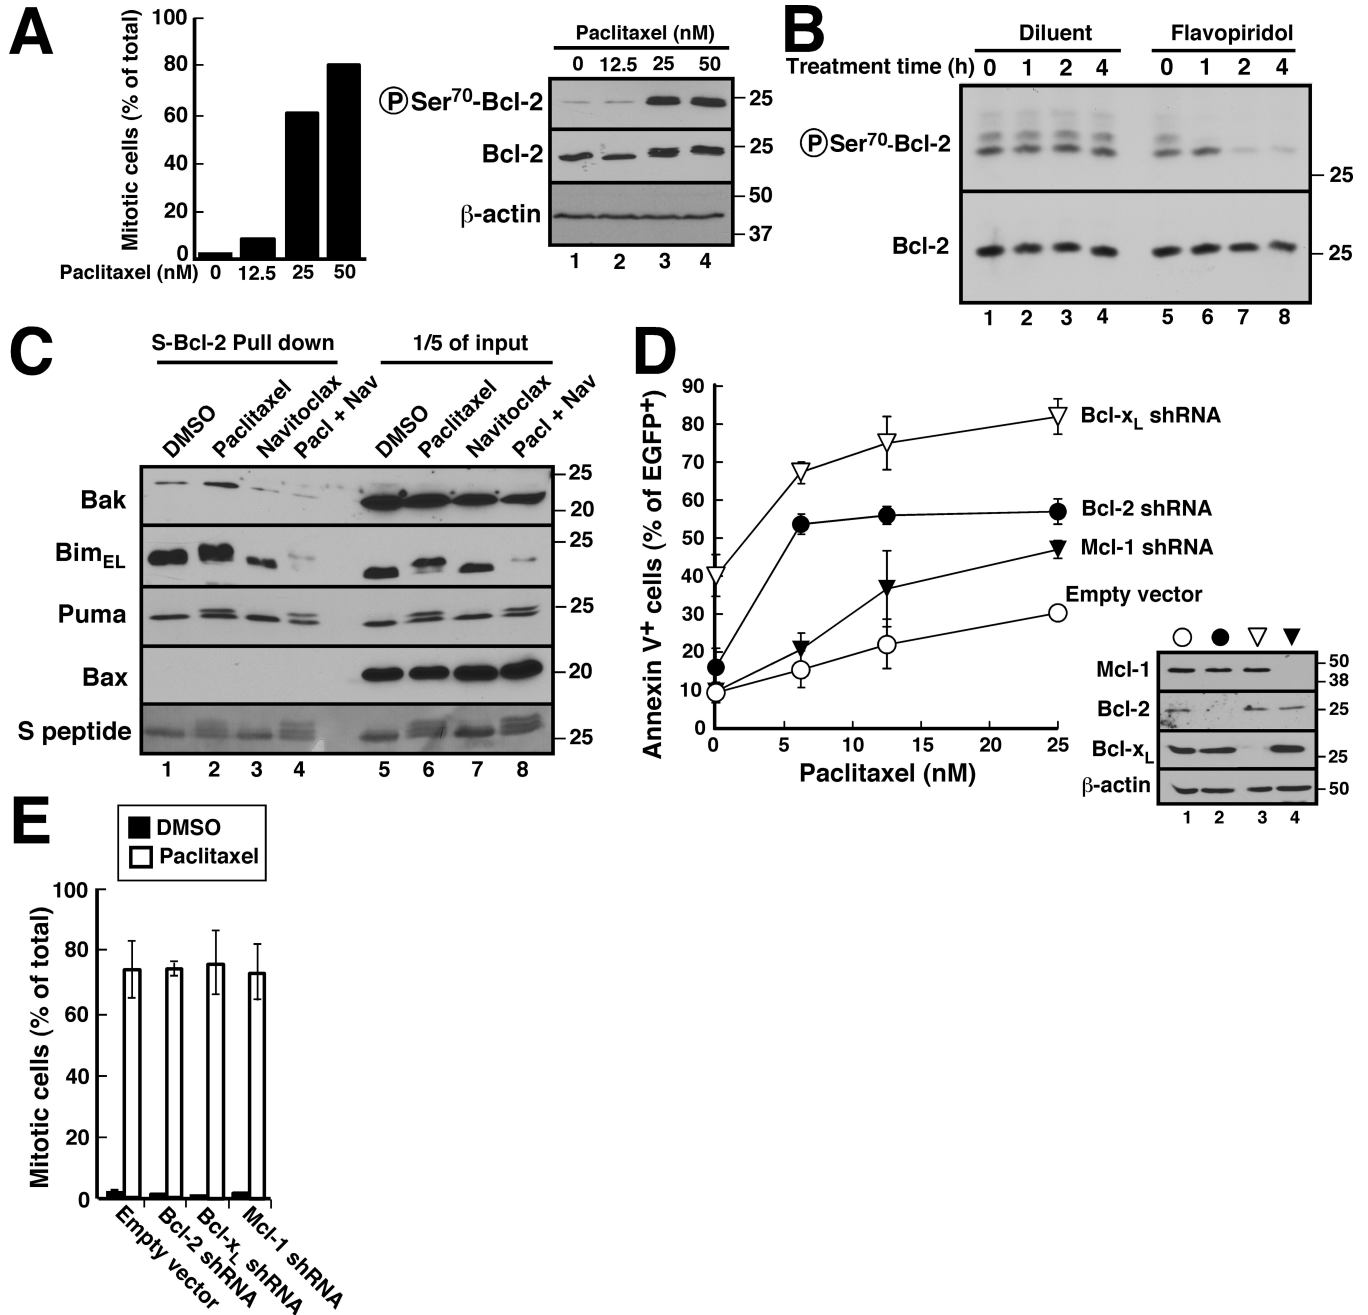 A
100
80
60
40
20
0
Mitotic cells (% of total)
Paclitaxel (nM) 0 12.5 25 50
Paclitaxel (nM)
0 12.5 25 50
PSer70-Bcl-2
25
Bcl-2
25
β-actin
50
37
1 2 3 4
B
Diluent Flavopiridol
Treatment time (h) 0 1 2 4 0 1 2 4
PSer70-Bcl-2
25
Bcl-2
25
1 2 3 4 5 6 7 8
C
S-Bcl-2 Pull down 1/5 of input
DMSO Paclitaxel Navitoclax Pacl + Nav DMSO Paclitaxel Navitoclax Pacl + Nav
Bak
25
20
BimEL
25
Puma
25
Bax
20
S peptide
25
1 2 3 4 5 6 7 8
D
90
80
70
60
50
40
30
20
10
0
Annexin V+ cells (% of EGFP+)
0 5 10 15 20 25
Paclitaxel (nM)
Bcl-xL shRNA
Bcl-2 shRNA
Mcl-1 shRNA
Empty vector
Mcl-1
50
38
Bcl-2
25
Bcl-xL
25
β-actin
50
1 2 3 4
E
DMSO
Paclitaxel
100
80
60
40
20
0
Mitotic cells (% of total)
Empty vector
Bcl-2 shRNA
Bcl-xL shRNA
Mcl-1 shRNA